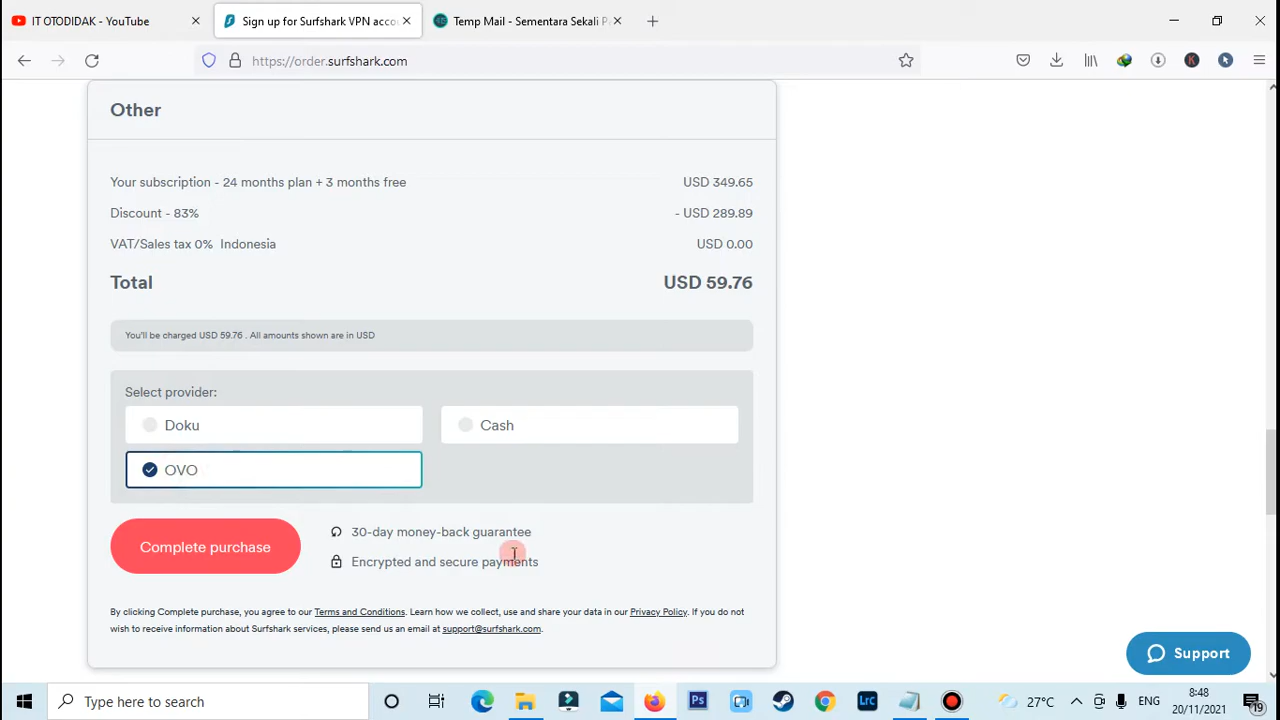 IT OTODIDAK - YouTube
Sign up for Surfshark VPN acco
Temp Mail - Sementara Sekali P
https://order.surfshark.com
Other
Your subscription - 24 months plan + 3 months free USD 349.65
Discount - 83% - USD 289.89
VAT/Sales tax 0% Indonesia USD 0.00
Total USD 59.76
You'll be charged USD 59.76 . All amounts shown are in USD
Select provider:
Doku
Cash
OVO
Complete purchase
30-day money-back guarantee
Encrypted and secure payments
By clicking Complete purchase, you agree to our Terms and Conditions. Learn how we collect, use and share your data in our Privacy Policy. If you do not
wish to receive information about Surfshark services, please send us an email at support@surfshark.com.
Support
Type here to search
Ps
LrC
27°C
ENG
8:48
20/11/2021
19